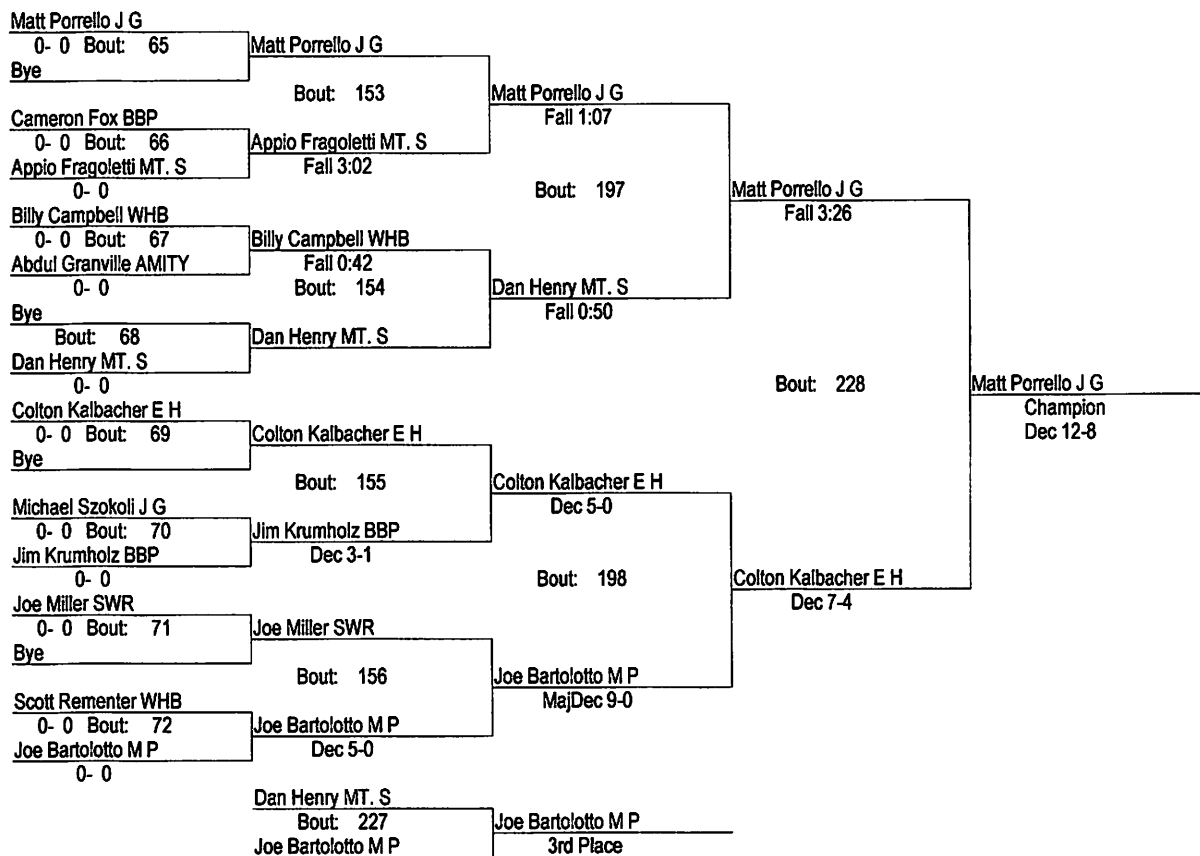 Matt Porrello J G
0- 0 Bout: 65
Bye
Matt Porrello J G
Bout: 153
Cameron Fox BBP
0- 0 Bout: 66
Appio Fragoletti MT. S
0- 0
Appio Fragoletti MT. S
Fall 3:02
Matt Porrello J G
Fall 1:07
Bout: 197
Billy Campbell WHB
0- 0 Bout: 67
Abdul Granville AMITY
0- 0
Billy Campbell WHB
Fall 0:42
Bout: 154
Bye
Bout: 68
Dan Henry MT. S
0- 0
Dan Henry MT. S
Dan Henry MT. S
Fall 0:50
Matt Porrello J G
Fall 3:26
Bout: 228
Matt Porrello J G
Champion
Dec 12-8
Colton Kalbacher E H
0- 0 Bout: 69
Bye
Colton Kalbacher E H
Bout: 155
Michael Szokoli J G
0- 0 Bout: 70
Jim Krumholz BBP
0- 0
Jim Krumholz BBP
Dec 3-1
Colton Kalbacher E H
Dec 5-0
Bout: 198
Colton Kalbacher E H
Dec 7-4
Joe Miller SWR
0- 0 Bout: 71
Bye
Joe Miller SWR
Bout: 156
Scott Rementer WHB
0- 0 Bout: 72
Joe Bartolotto M P
0- 0
Joe Bartolotto M P
Dec 5-0
Joe Bartolotto M P
MajDec 9-0
Dan Henry MT. S
Bout: 227
Joe Bartolotto M P
Joe Bartolotto M P
3rd Place